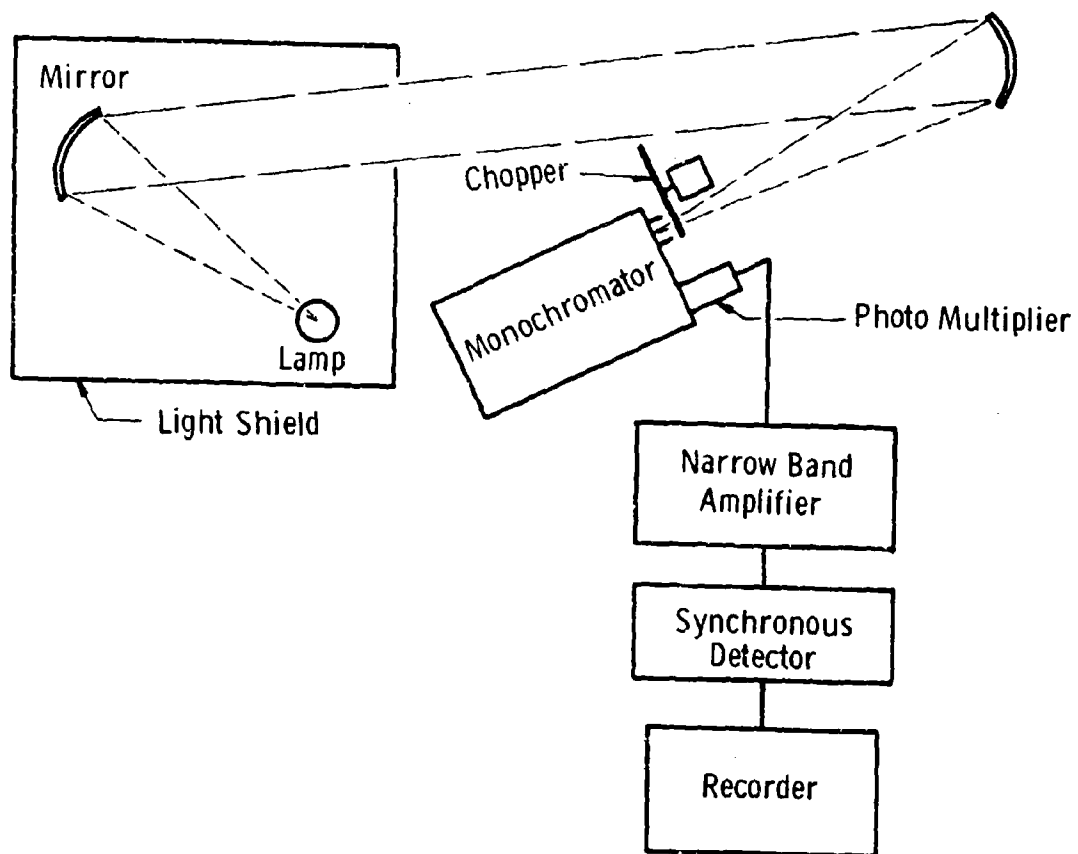 Mirror
Chopper
Monochromator
Photo Multiplier
Lamp
Light Shield
Narrow Band
Amplifier
Synchronous
Detector
Recorder